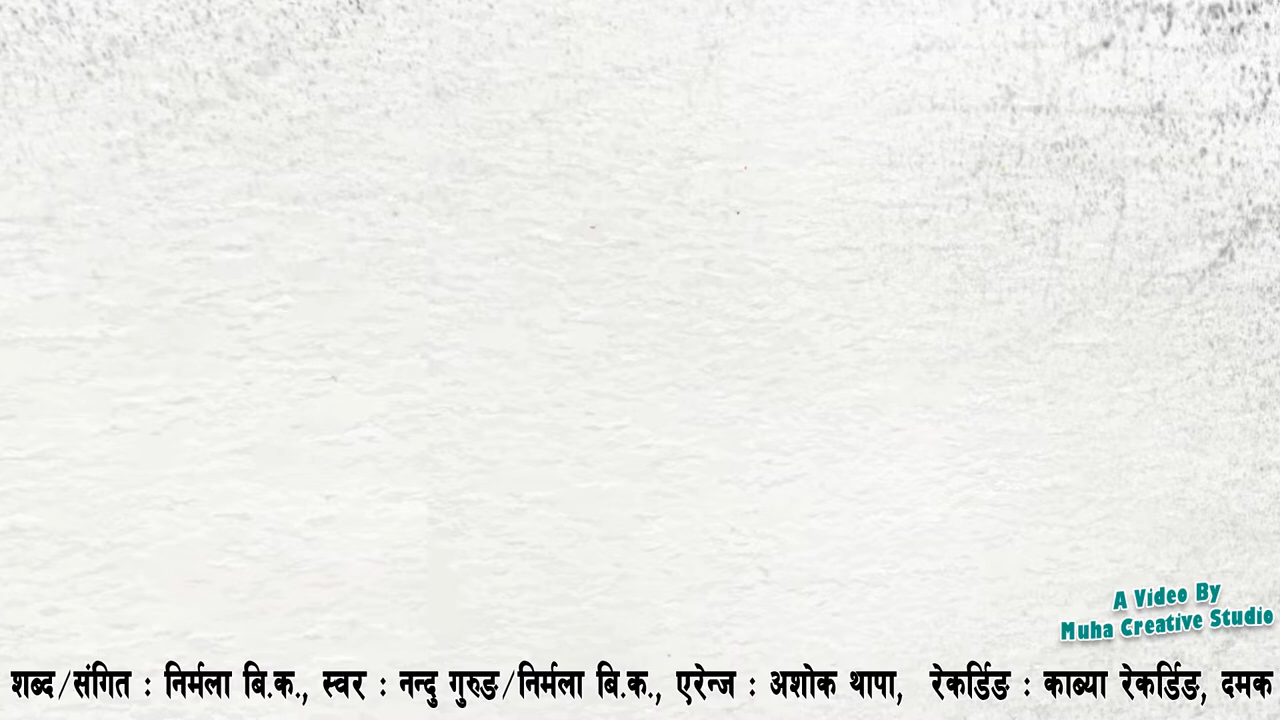 A Video By
Muha Creative Studio
शब्द/संगित : निर्मला बि.क., स्वर : नन्दु गुरुङ/निर्मला बि.क., एरेन्ज : अशोक थापा, रेकर्डिङ : काब्या रेकर्डिङ, दमक